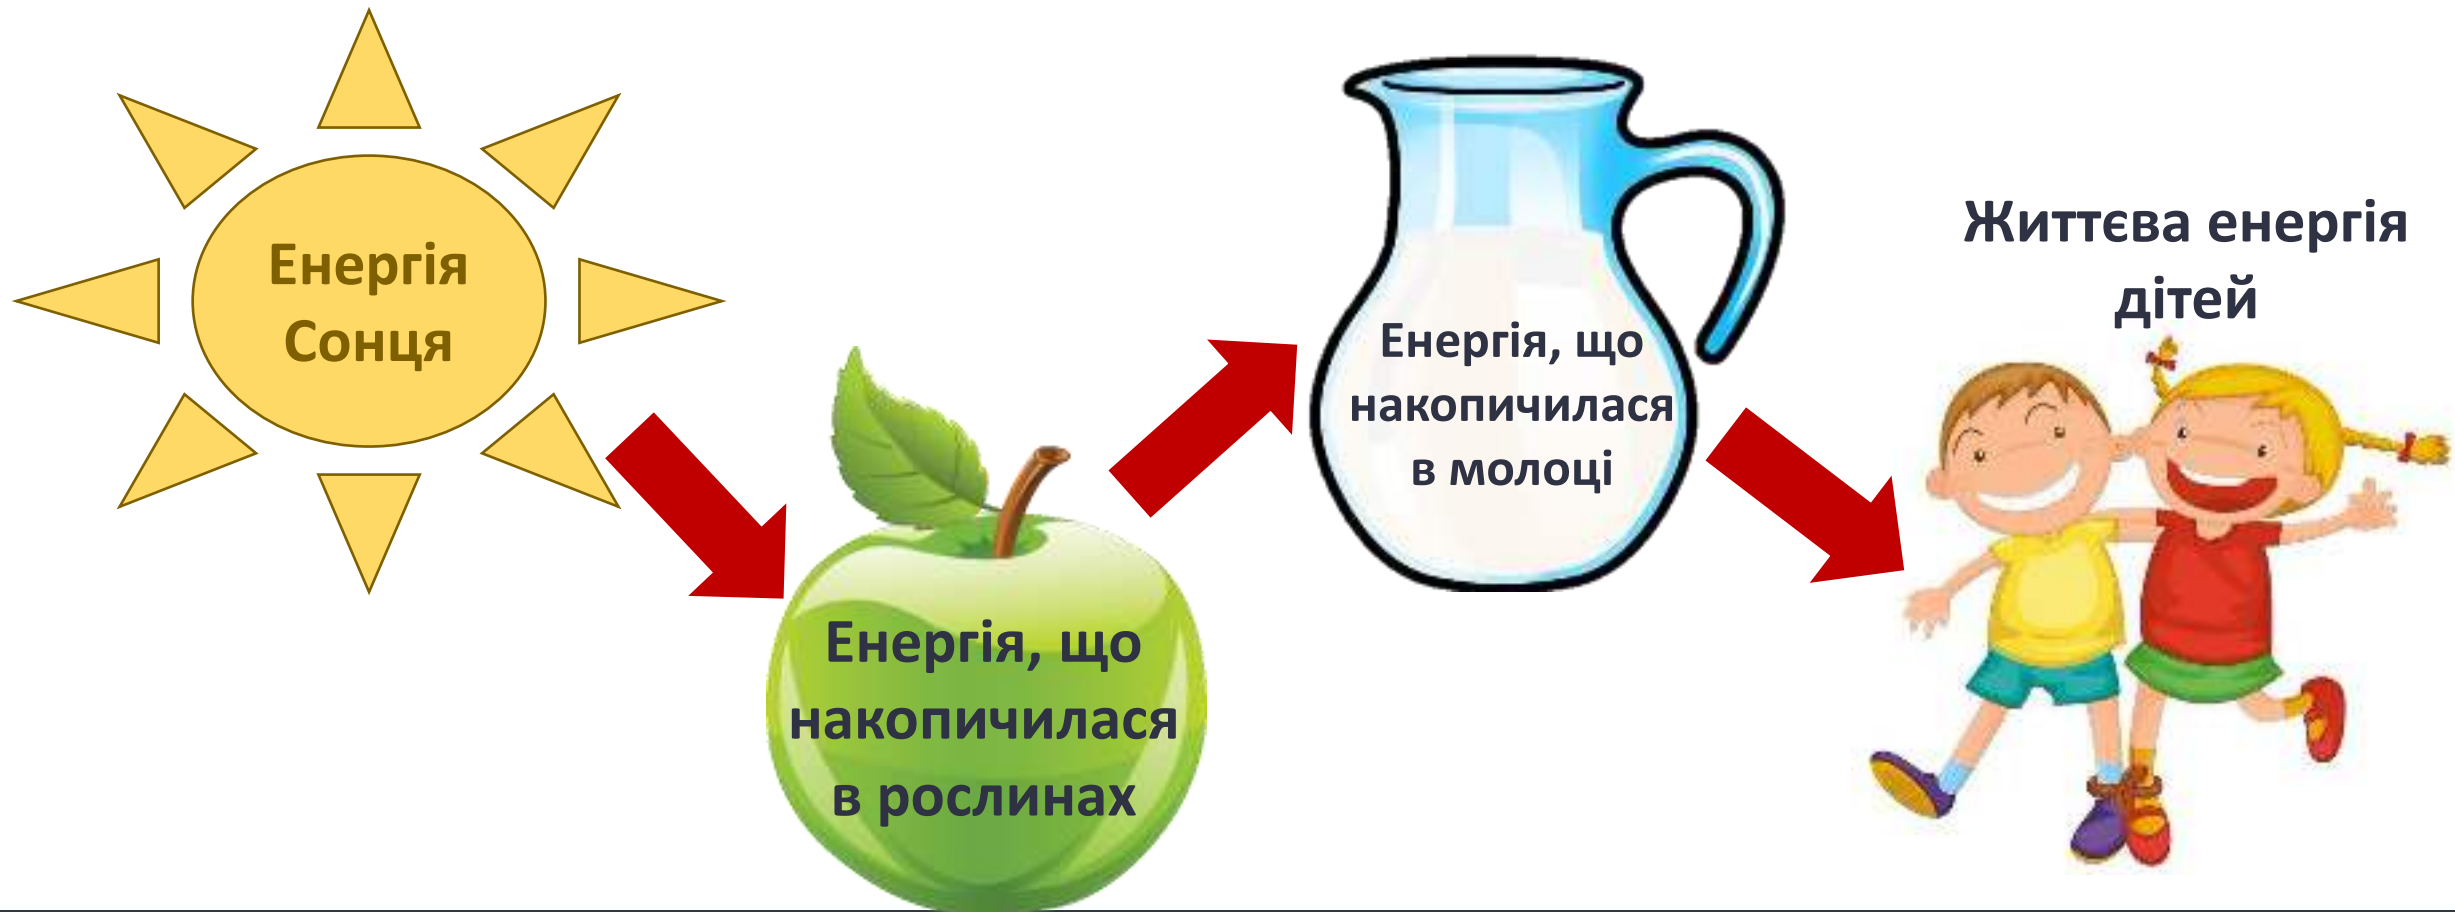 Енергія
Сонця
Енергія, що
накопичилася
в рослинах
Енергія, що
накопичилася
в молоці
Життєва енергія
дітей